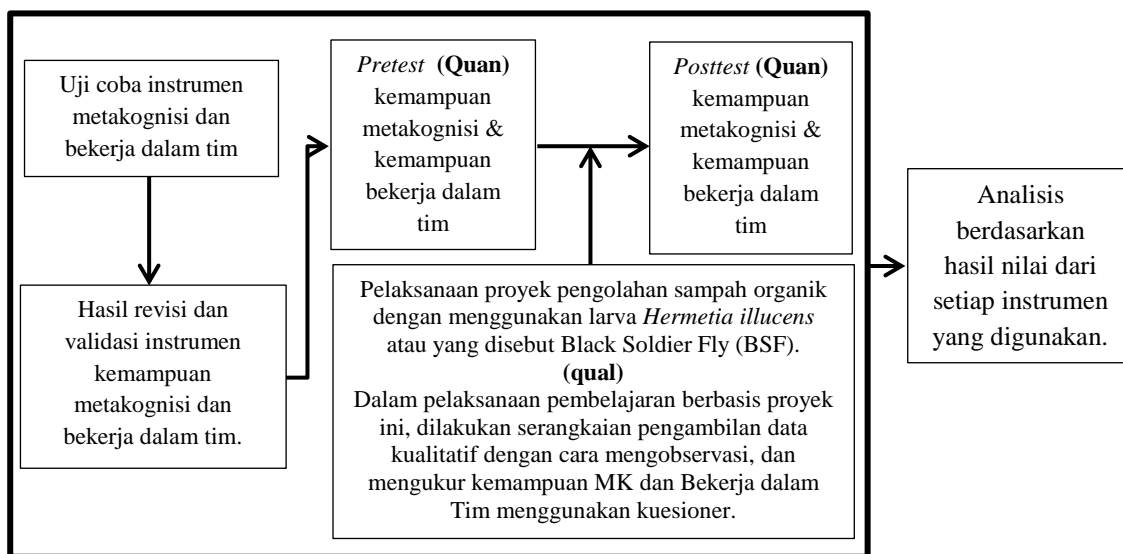 Uji coba instrumen
metakognisi dan
bekerja dalam tim
Hasil revisi dan
validasi instrumen
kemampuan
metakognisi dan
bekerja dalam tim.
Pretest (Quan)
kemampuan
metakognisi &
kemampuan
bekerja dalam
tim
Posttest (Quan)
kemampuan
metakognisi &
kemampuan
bekerja dalam
tim
Pelaksanaan proyek pengolahan sampah organik
dengan menggunakan larva Hermetia illucens
atau yang disebut Black Soldier Fly (BSF).
(qual)
Dalam pelaksanaan pembelajaran berbasis proyek
ini, dilakukan serangkaian pengambilan data
kualitatif dengan cara mengobservasi, dan
mengukur kemampuan MK dan Bekerja dalam
Tim menggunakan kuesioner.
Analisis
berdasarkan
hasil nilai dari
setiap instrumen
yang digunakan.